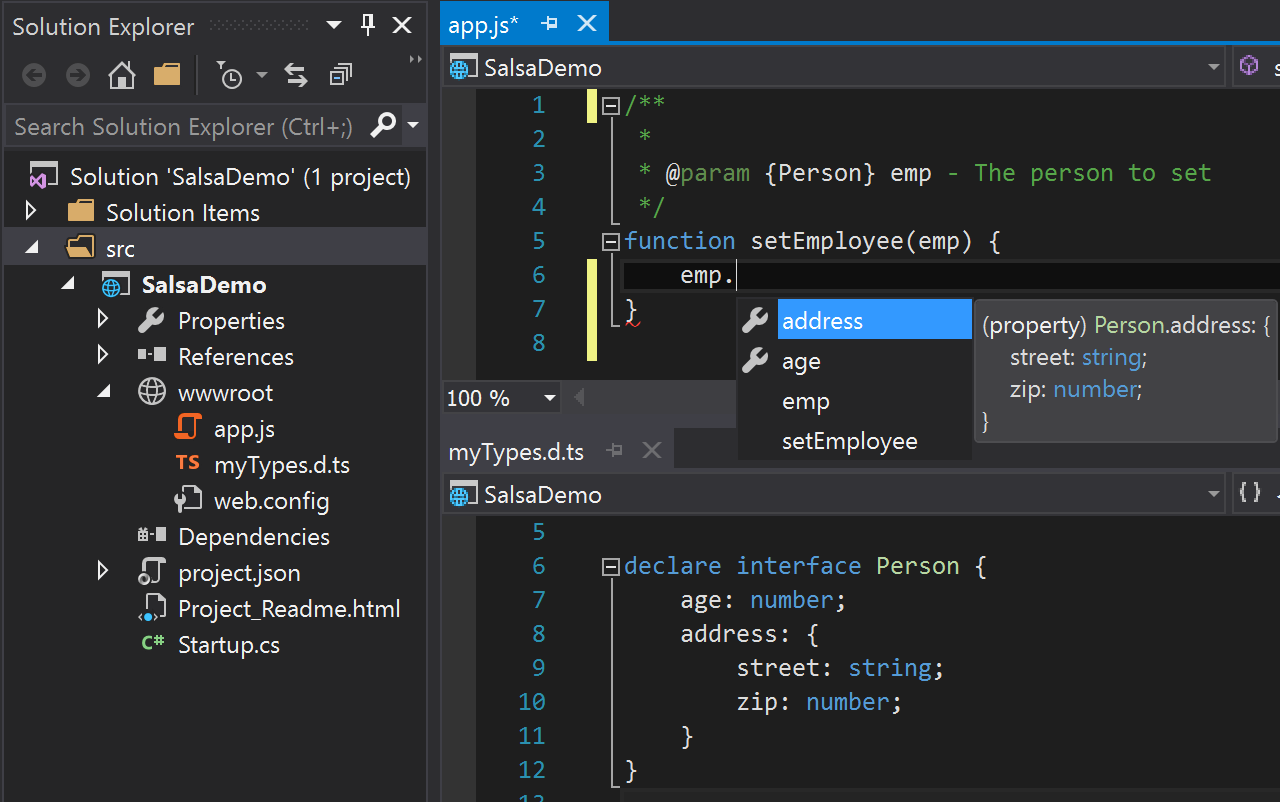 Solution Explorer
Search Solution Explorer (Ctrl+;)
Solution 'SalsaDemo' (1 project)
Solution Items
src
SalsaDemo
Properties
References
wwwroot
app.js
TS myTypes.d.ts
web.config
Dependencies
project.json
Project_Readme.html
C# Startup.cs
app.js*
SalsaDemo
s
1 /**
2 *
3 * @param {Person} emp - The person to set
4 */
5 function setEmployee(emp) {
6 emp.
7 }
8
address
age
emp
setEmployee
(property) Person.address: {
street: string;
zip: number;
}
100 %
myTypes.d.ts
SalsaDemo
{}
5
6 declare interface Person {
7 age: number;
8 address: {
9 street: string;
10 zip: number;
11 }
12 }
13